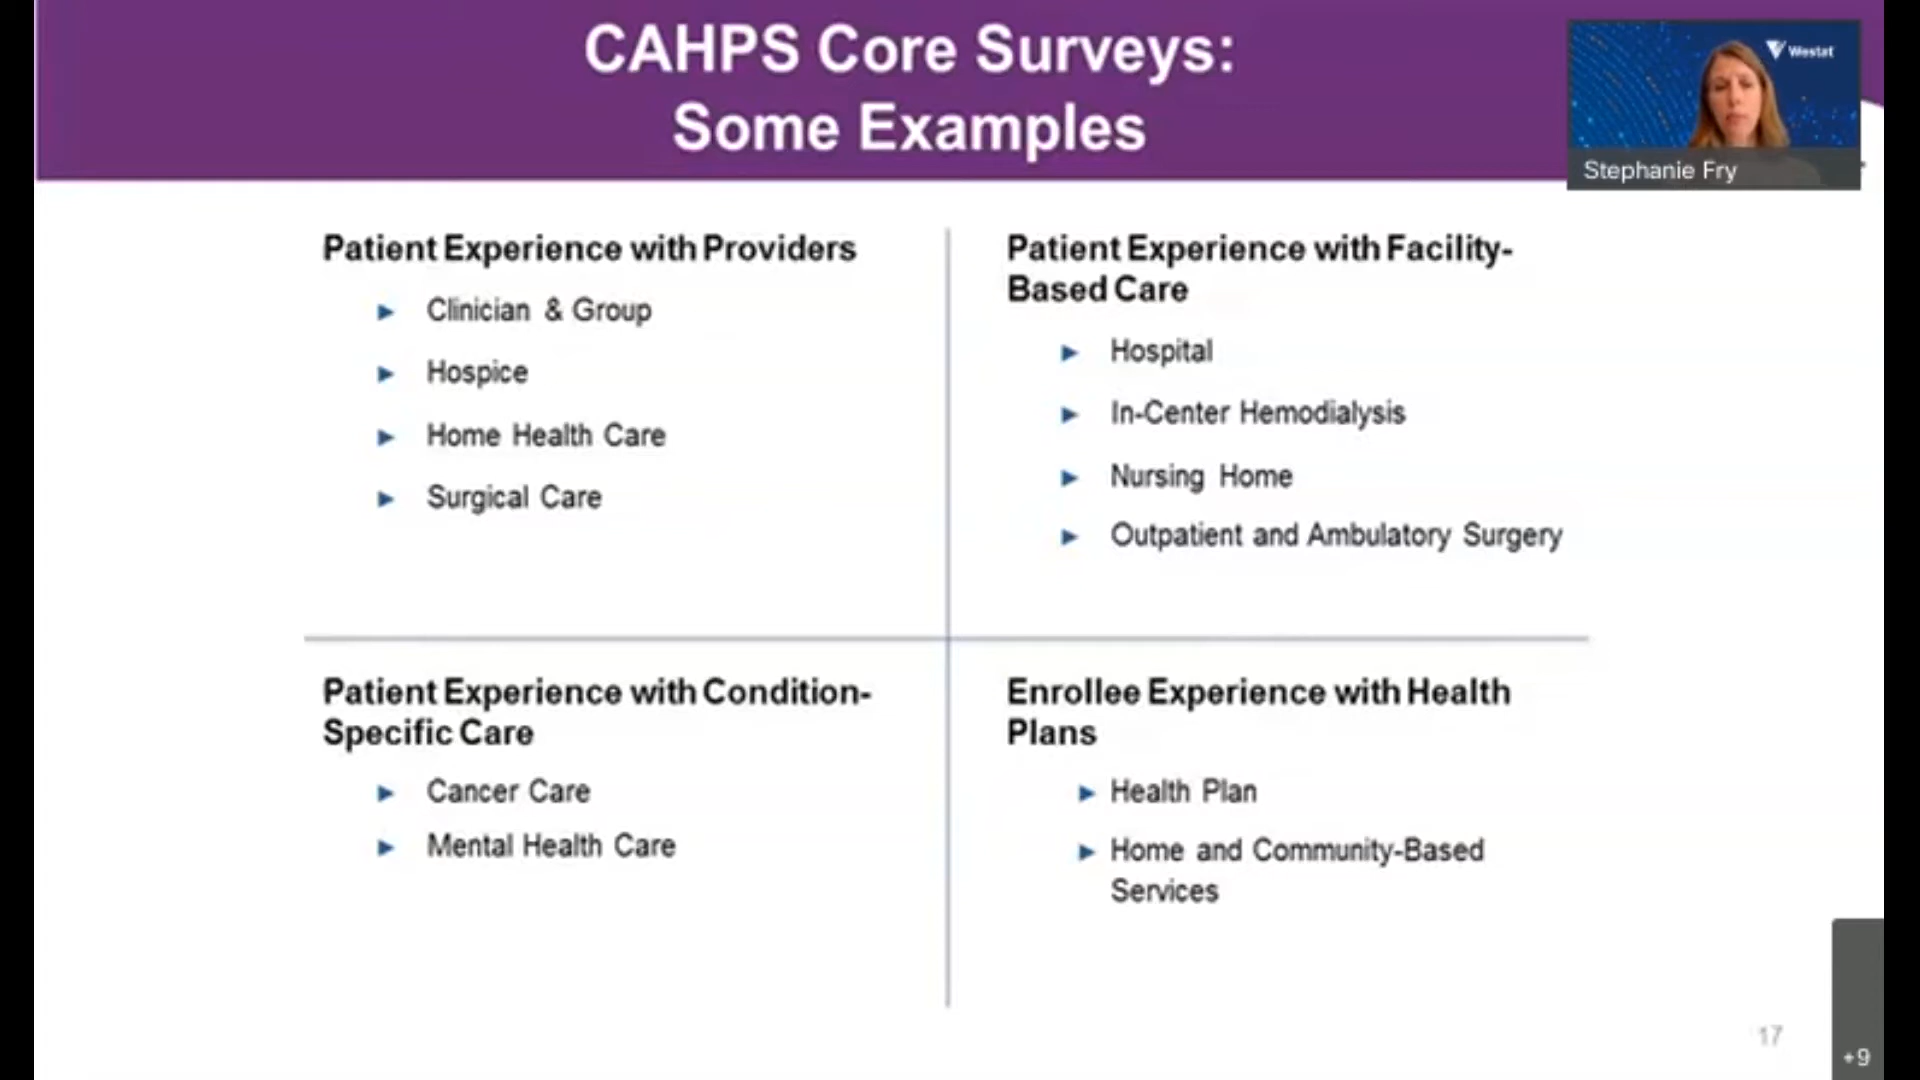 CAHPS Core Surveys:
Some Examples
Westat
Stephanie Fry
Patient Experience with Providers
Clinician & Group
Hospice
Home Health Care
Surgical Care
Patient Experience with Facility-
Based Care
Hospital
In-Center Hemodialysis
Nursing Home
Outpatient and Ambulatory Surgery
Patient Experience with Condition-
Specific Care
Cancer Care
Mental Health Care
Enrollee Experience with Health
Plans
Health Plan
Home and Community-Based
Services
17
+9